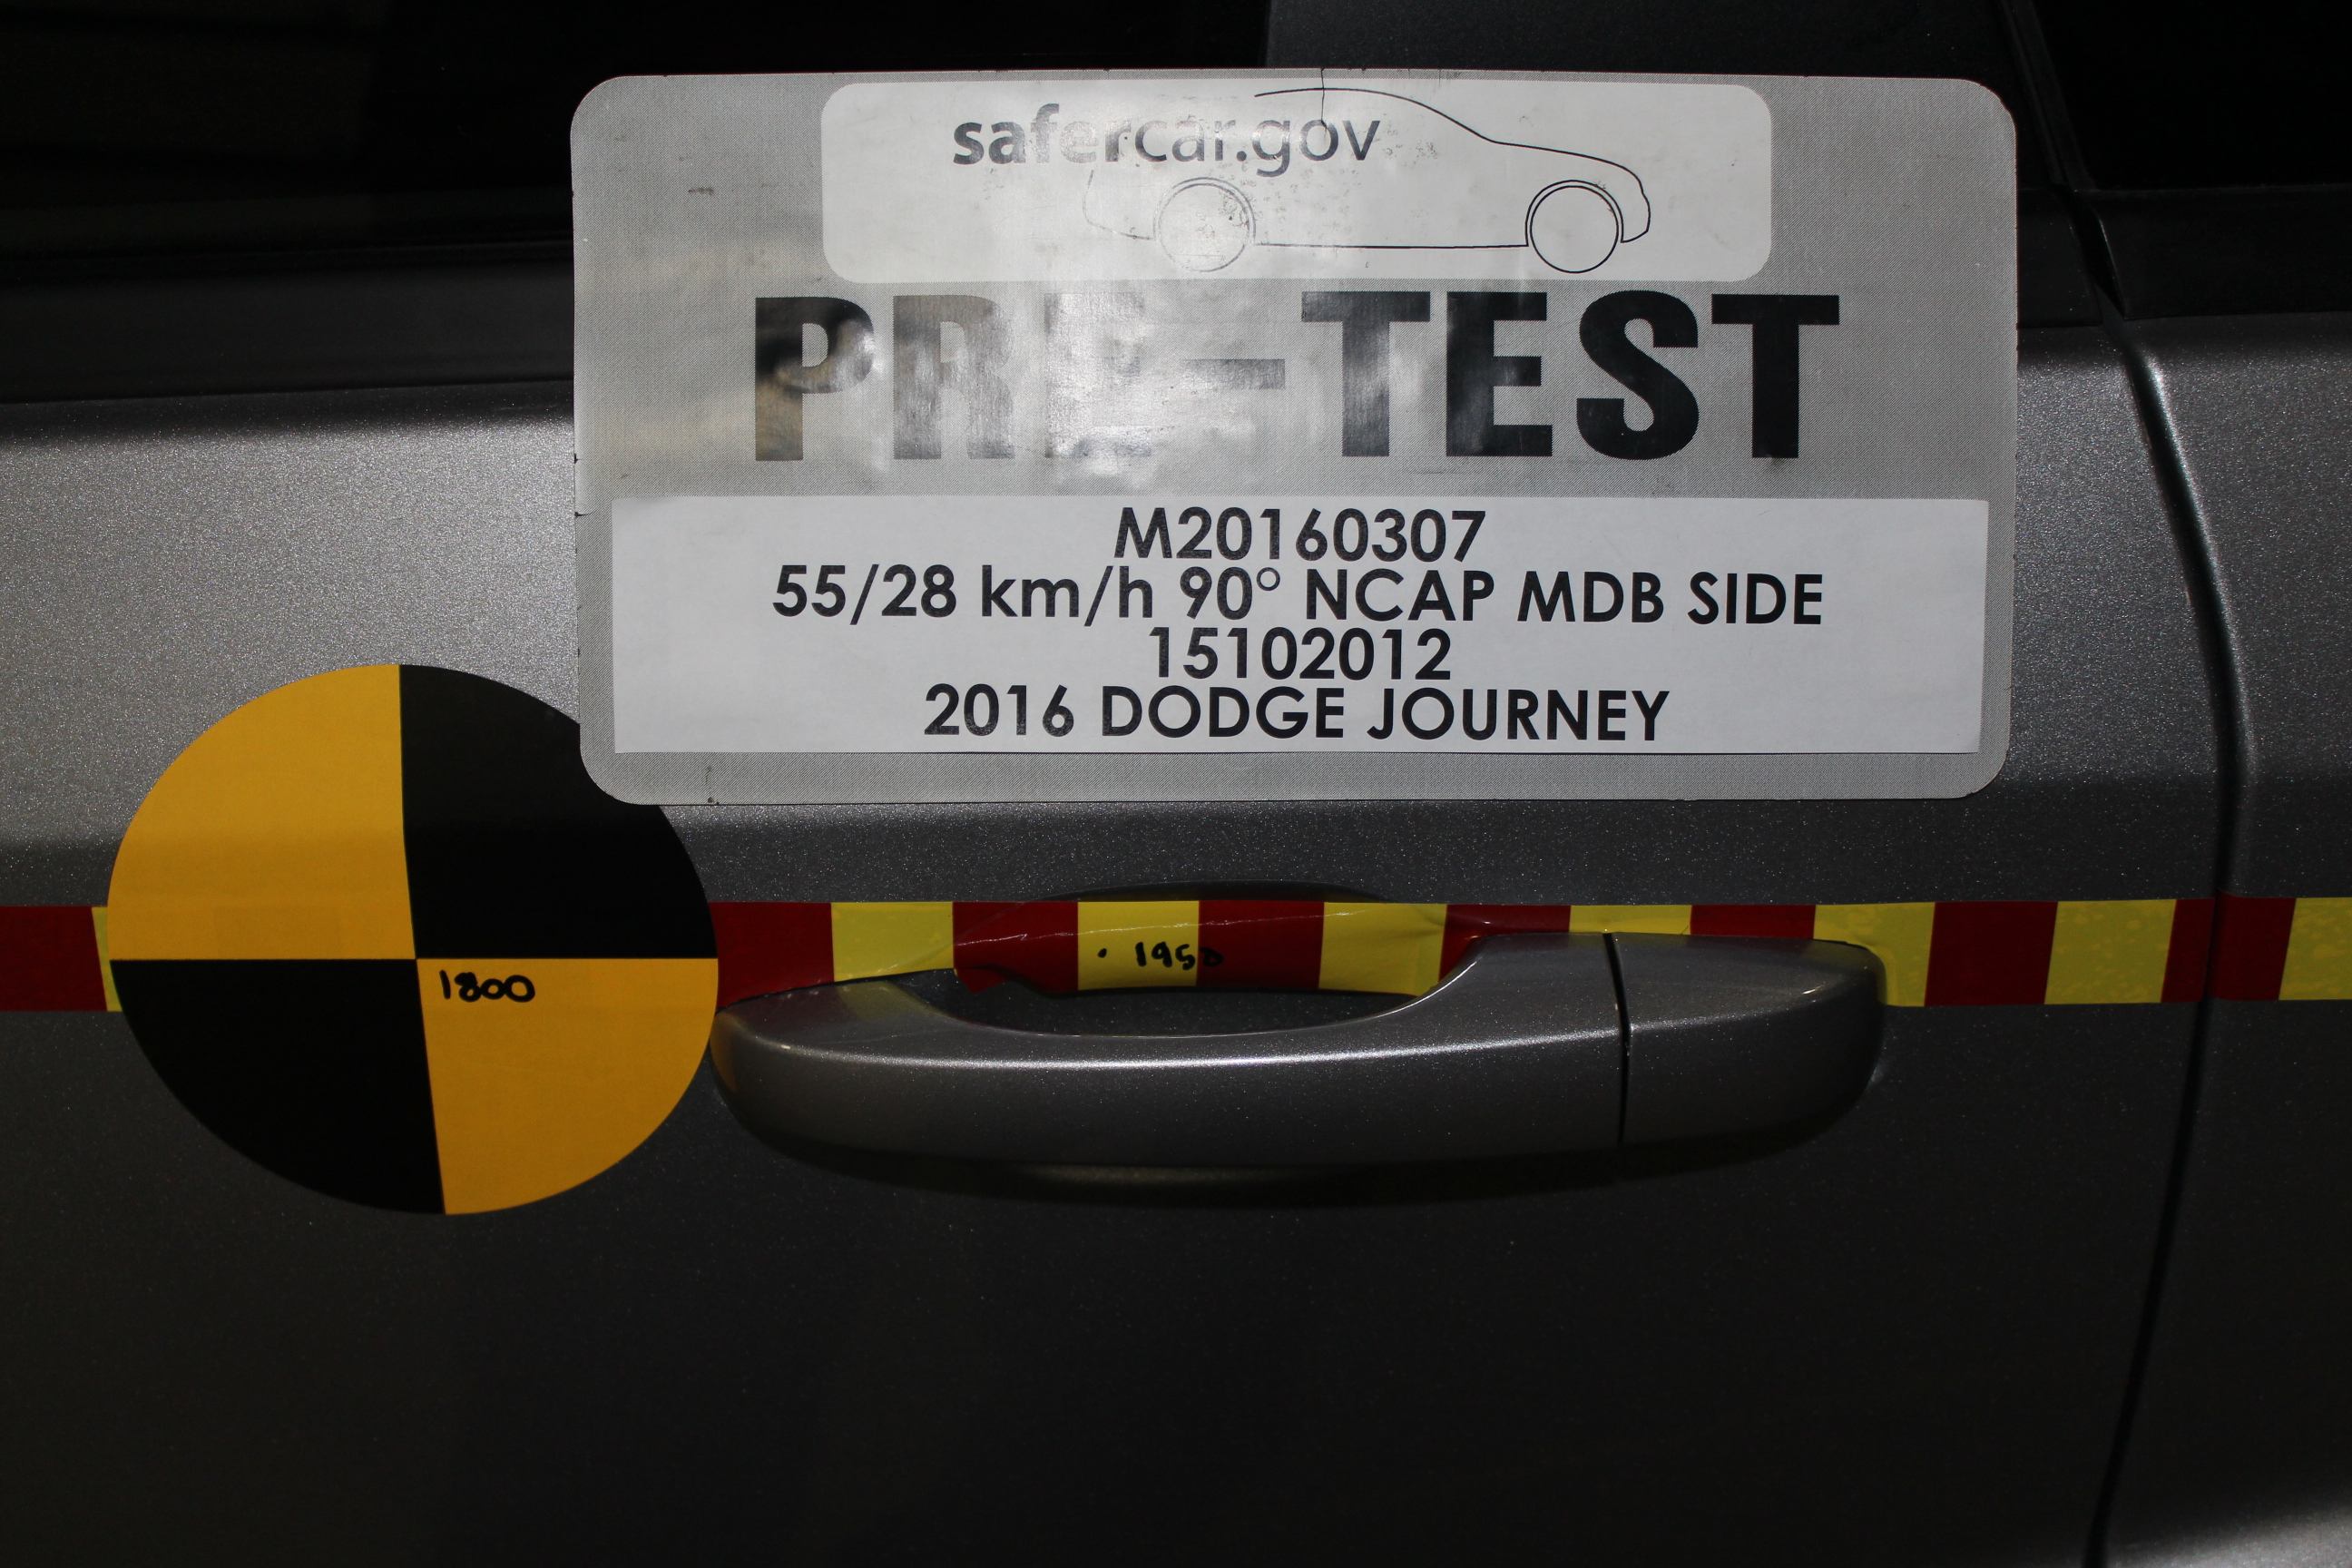 safercar.gov
PRE-TEST
M20160307
55/28 km/h 90° NCAP MDB SIDE
15102012
2016 DODGE JOURNEY
1950
1800